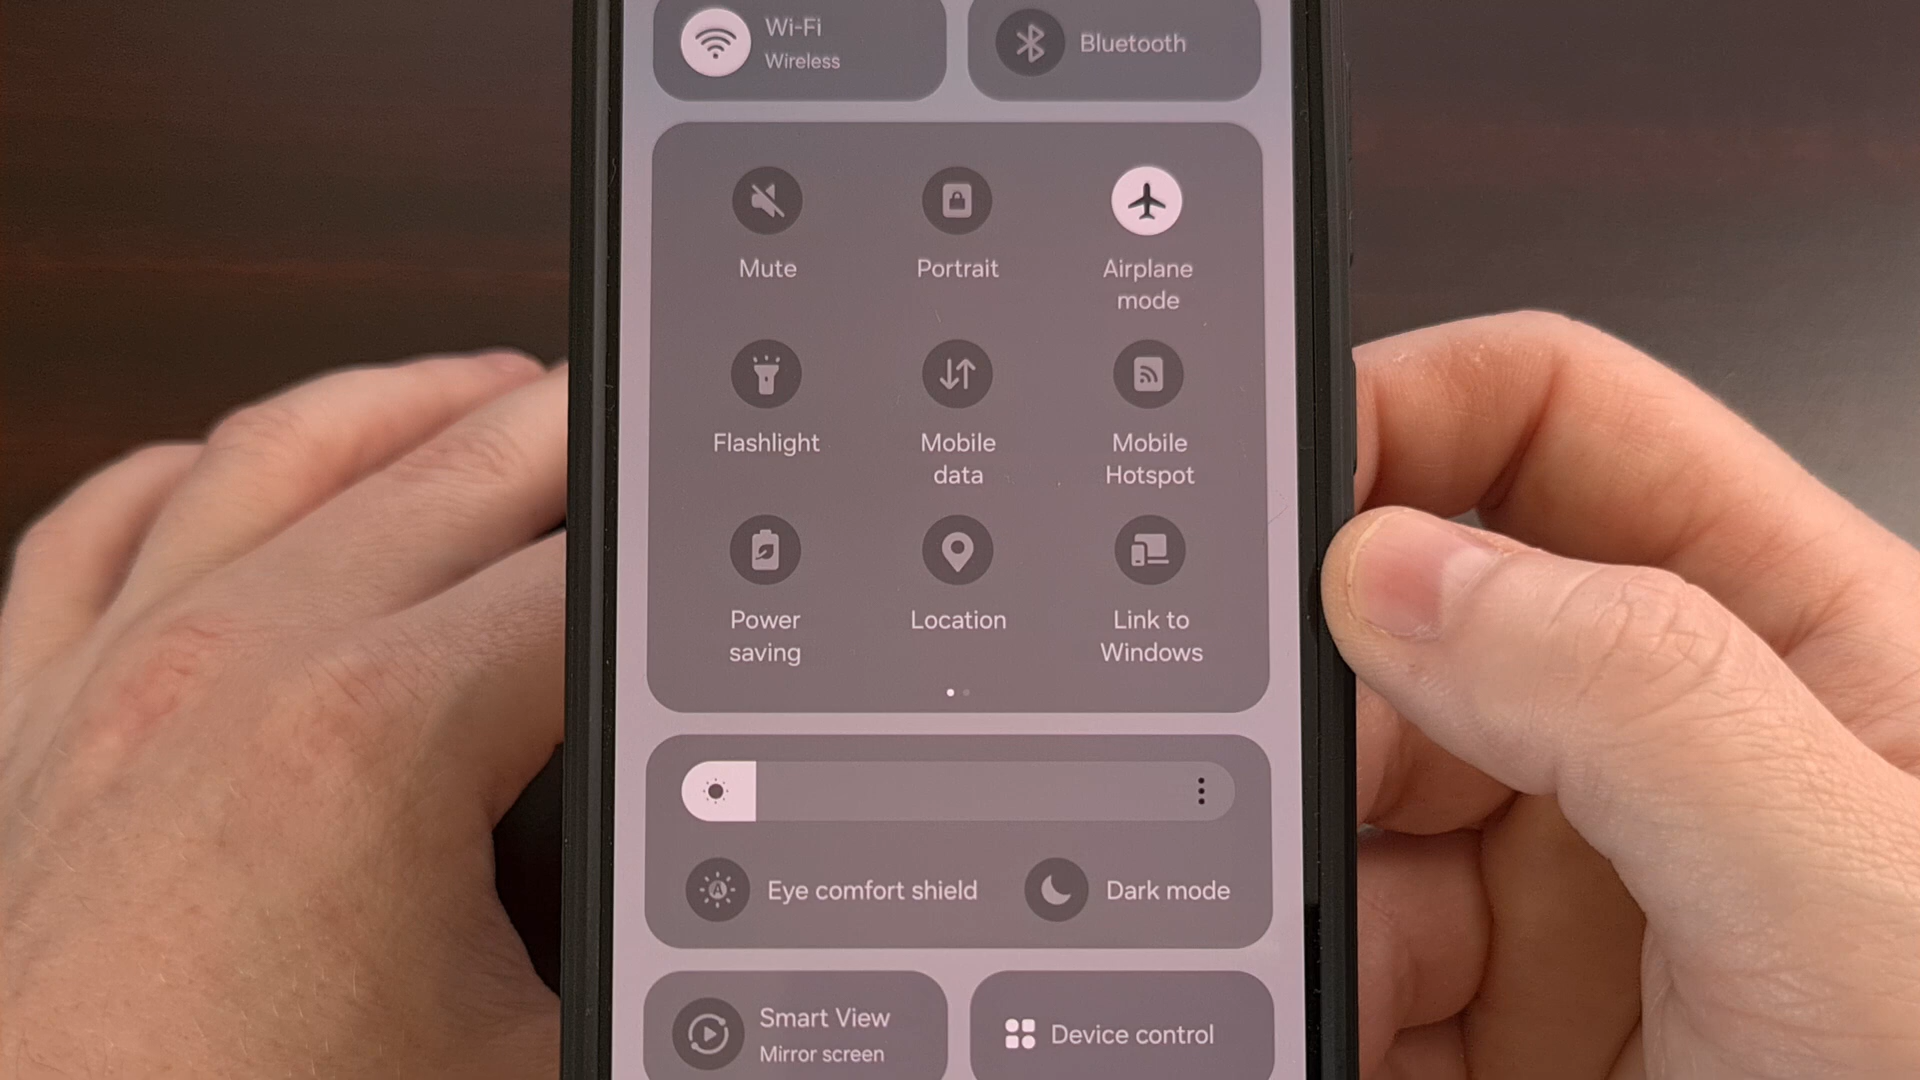 Wi-Fi
Wireless
Bluetooth
Mute
Portrait
Airplane
mode
Flashlight
Mobile
data
Mobile
Hotspot
Power
saving
Location
Link to
Windows
Eye comfort shield
Dark mode
Smart View
Mirror screen
Device control